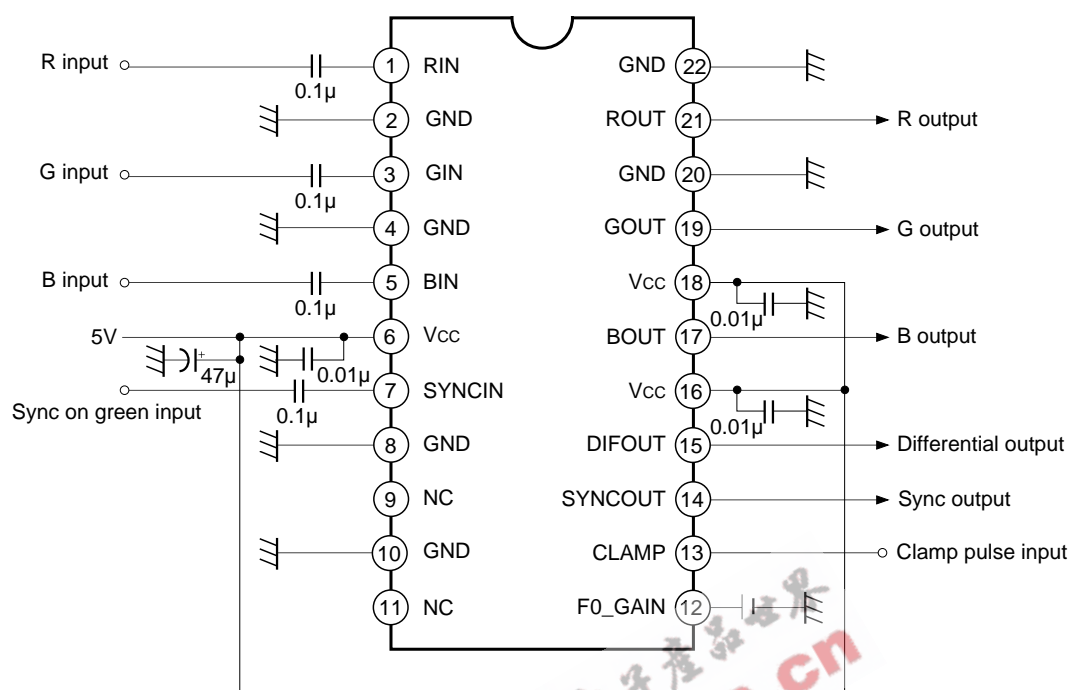 R input
0.1µ
1
RIN
GND
22
2
GND
ROUT
21
R output
G input
0.1µ
3
GIN
GND
20
4
GND
GOUT
19
G output
B input
0.1µ
5
BIN
Vcc
18
0.01µ
5V
47µ
+
0.01µ
6
Vcc
BOUT
17
B output
Sync on green input
0.1µ
7
SYNCIN
Vcc
16
0.01µ
8
GND
DIFOUT
15
Differential output
9
NC
SYNCOUT
14
Sync output
10
GND
CLAMP
13
Clamp pulse input
11
NC
F0_GAIN
12
.cn